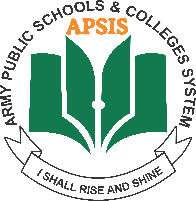 ARMY PUBLIC SCHOOLS & COLLEGES SYSTEM
APSIS
I SHALL RISE AND SHINE